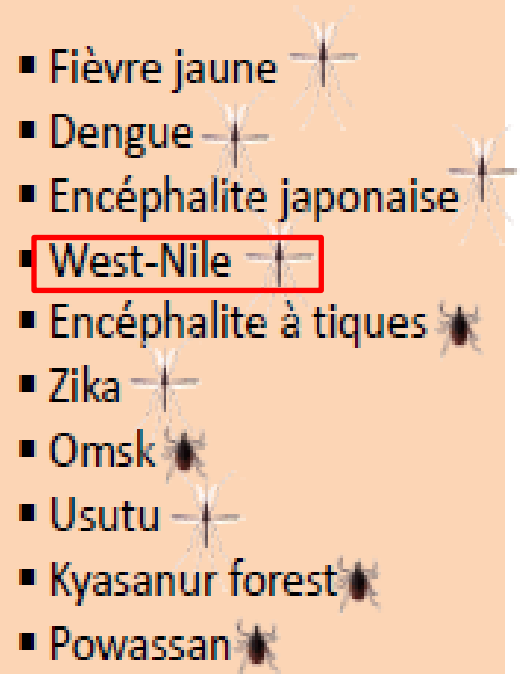 ▪ Fièvre jaune
▪ Dengue
▪ Encéphalite japonaise
▪ West-Nile
▪ Encéphalite à tiques
▪ Zika
▪ Omsk
▪ Usutu
▪ Kyasanur forest
▪ Powassan